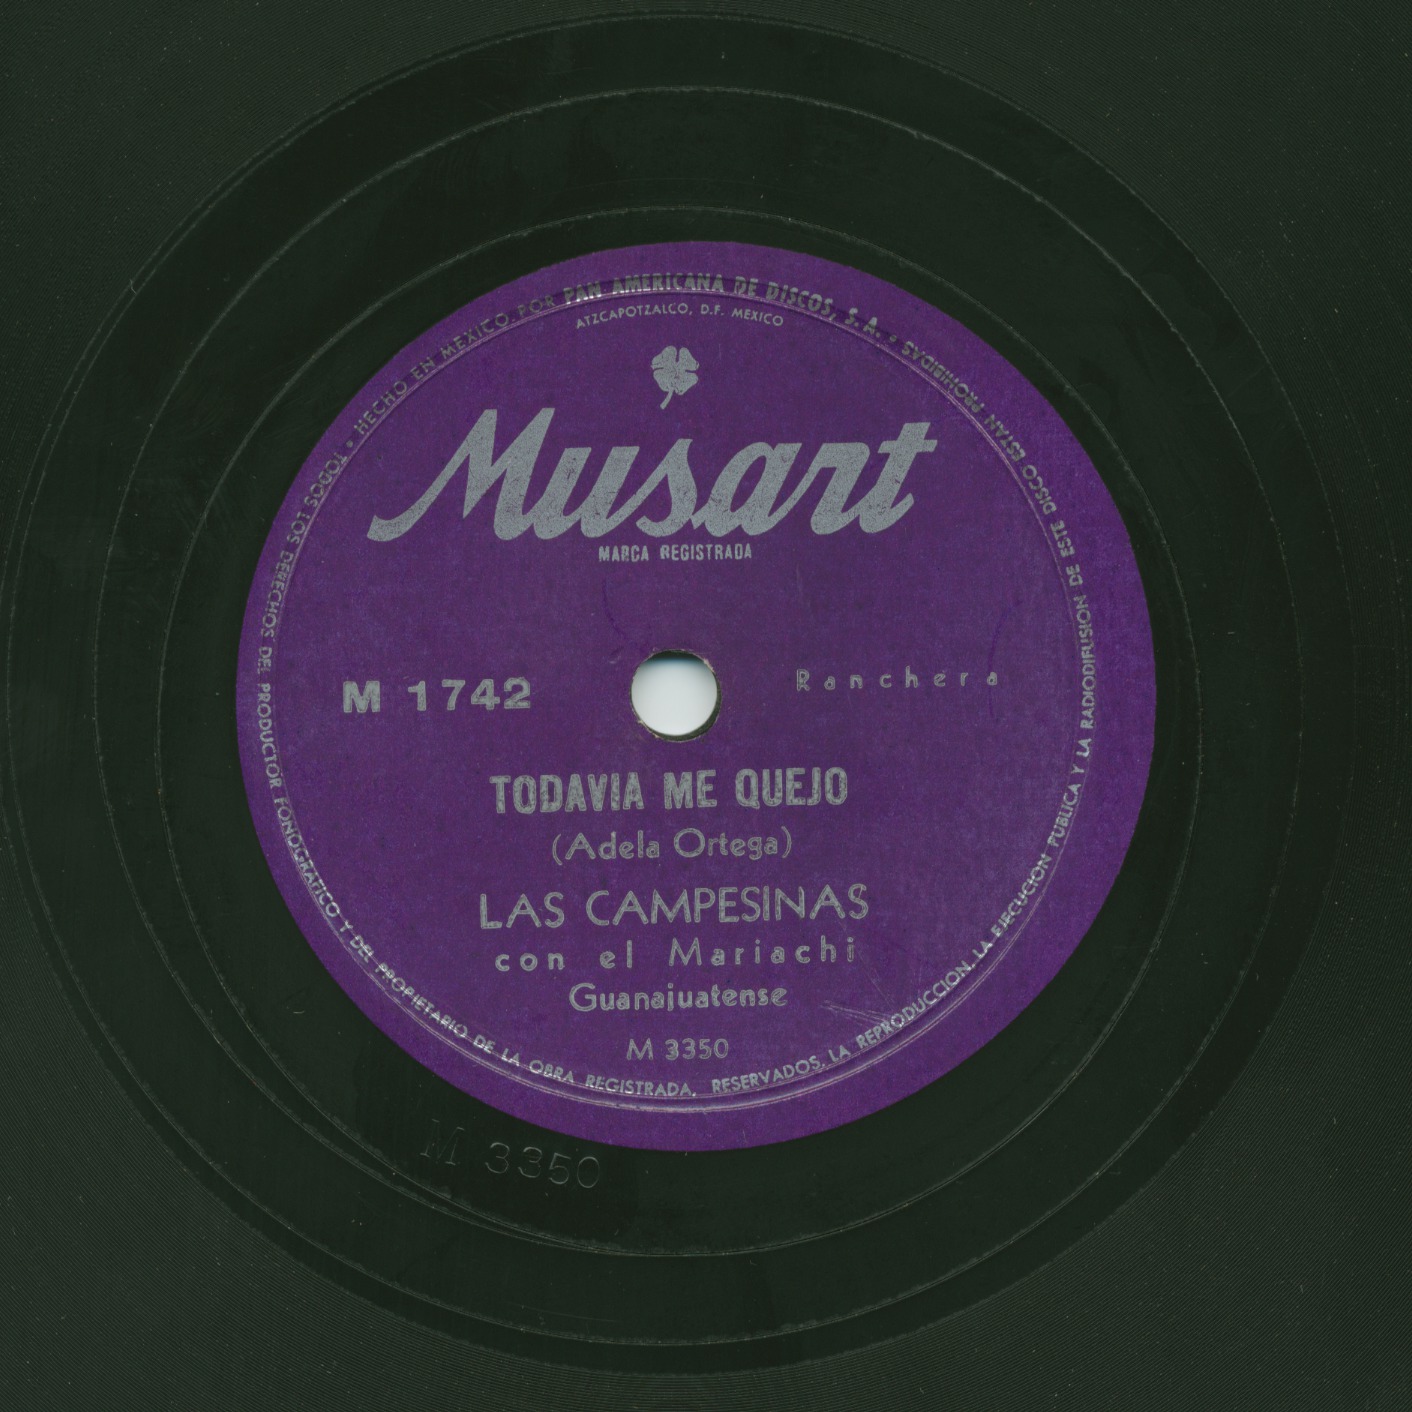 • HECHO EN MEXICO POR PAN AMERICANA DE DISCOS, S. A. •
ATZCAPOTZALCO, D.F. MEXICO
Musart
MARCA REGISTRADA
M 1742
Ranchera
TODAVIA ME QUEJO
(Adela Ortega)
LAS CAMPESINAS
con el Mariachi
Guanajuatense
M 3350
TODOS LOS DERECHOS DEL PRODUCTOR FONOGRAFICO Y DEL PROPIETARIO DE LA OBRA REGISTRADA, RESERVADOS, LA REPRODUCCION, LA EJECUCION PUBLICA Y LA RADIODIFUSION DE ESTE DISCO ESTAN PROHIBIDAS
M 3350